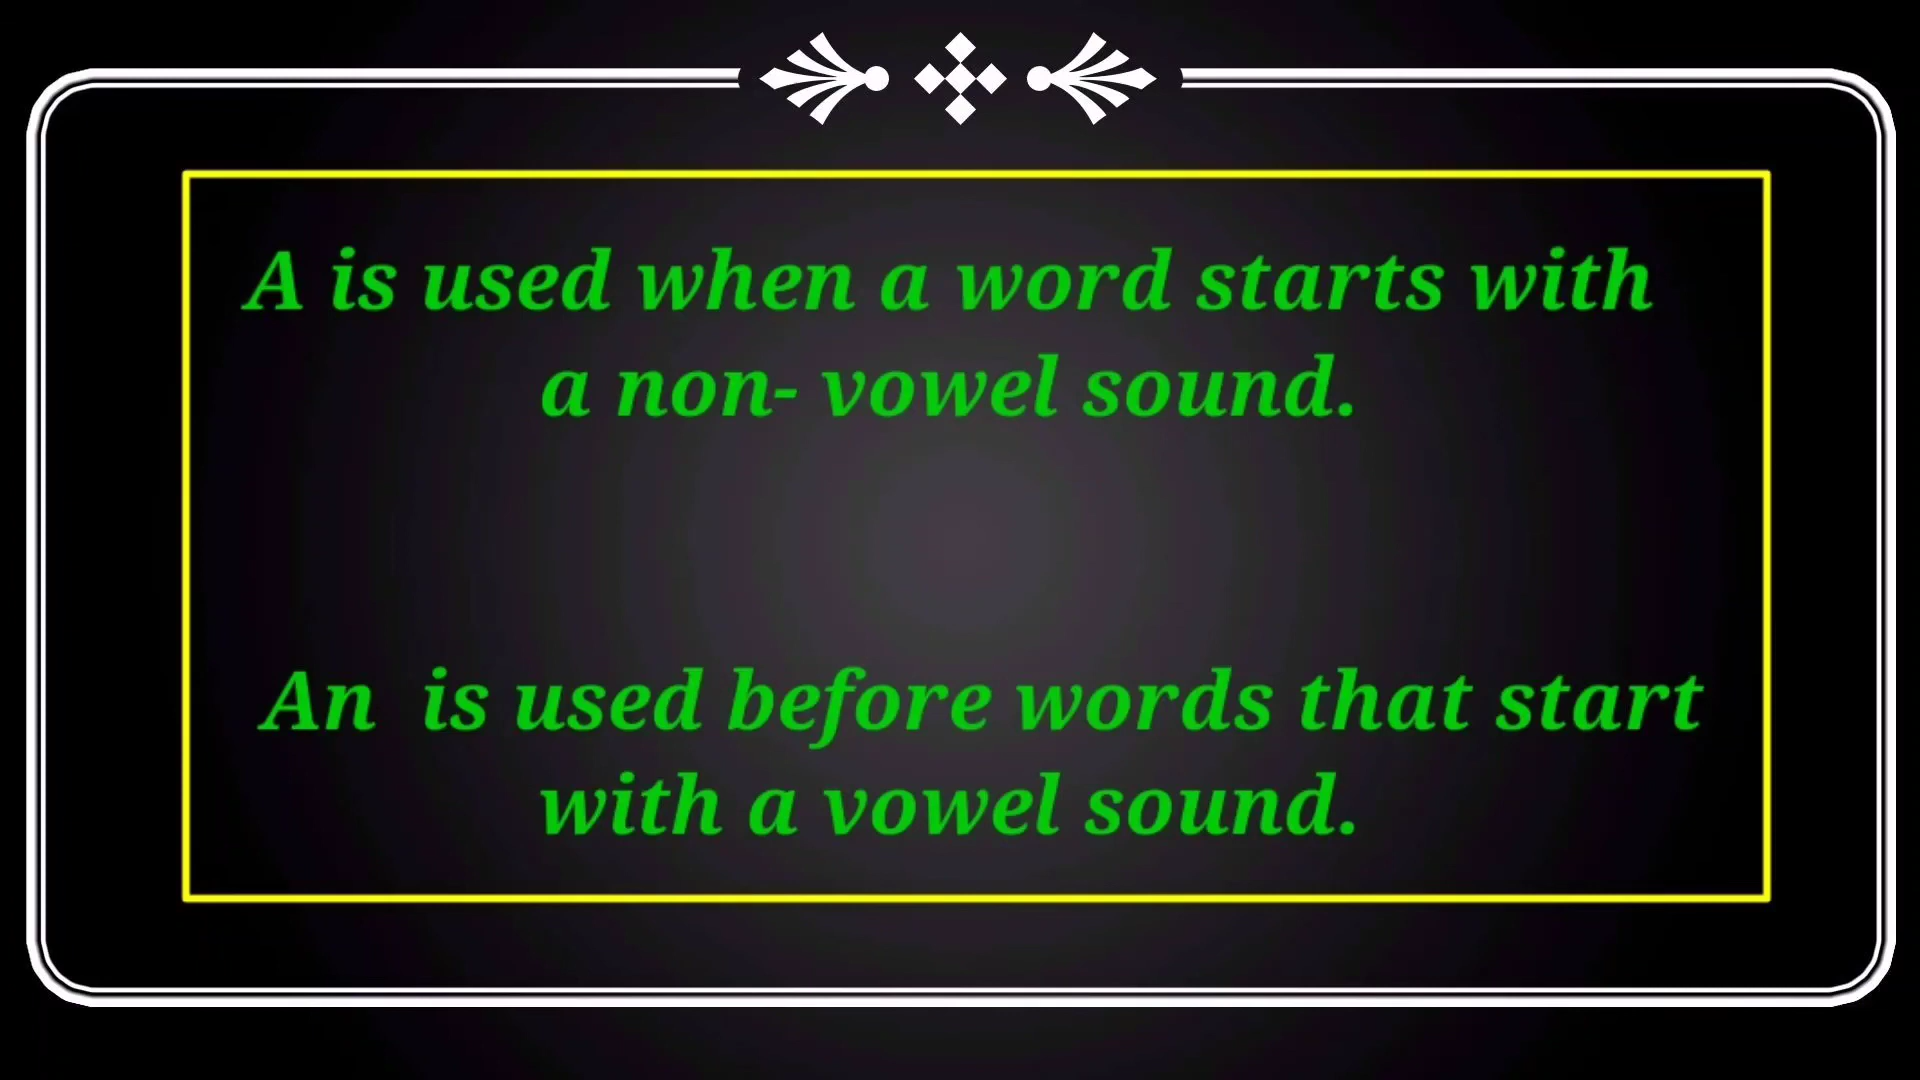 A is used when a word starts with
a non- vowel sound.
An  is used before words that start
with a vowel sound.